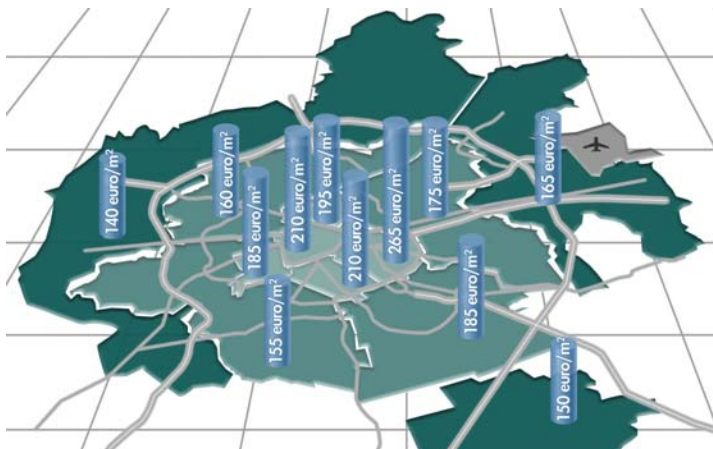 140 euro/m²
160 euro/m²
185 euro/m²
210 euro/m²
195 euro/m²
210 euro/m²
265 euro/m²
175 euro/m²
165 euro/m²
155 euro/m²
185 euro/m²
150 euro/m²